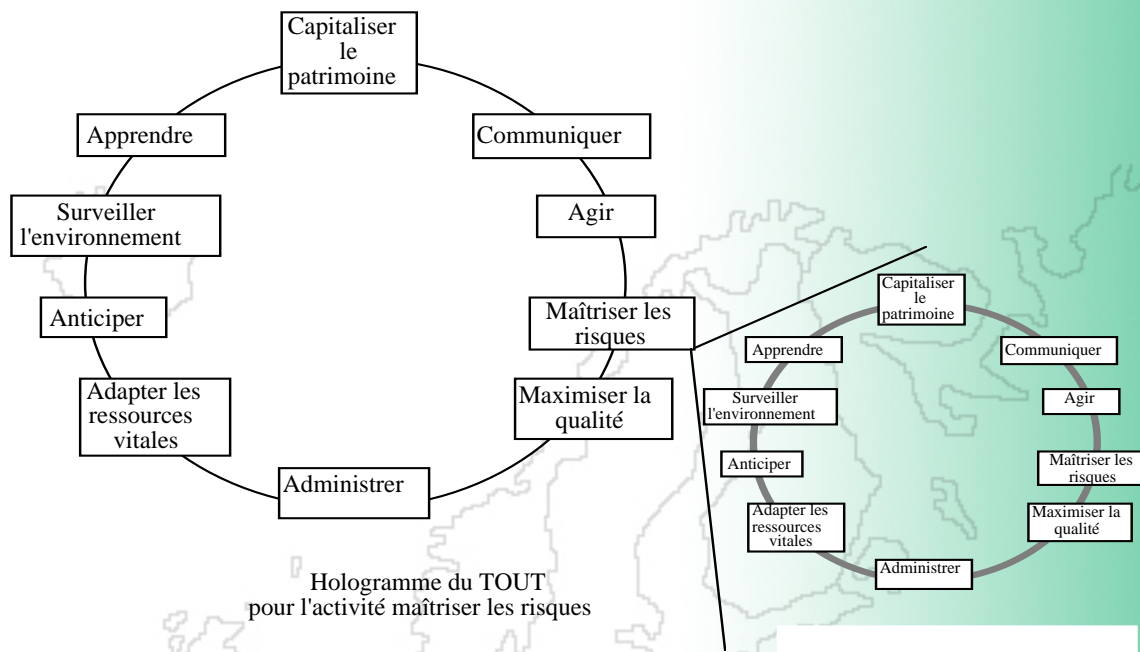 Capitaliser
le
patrimoine
Apprendre
Communiquer
Surveiller
l'environnement
Agir
Anticiper
Maîtriser les
risques
Adapter les
ressources
vitales
Maximiser la
qualité
Administrer
Hologramme du TOUT
pour l'activité maîtriser les risques
Capitaliser
le
patrimoine
Apprendre
Communiquer
Surveiller
l'environnement
Agir
Anticiper
Maîtriser les
risques
Adapter les
ressources
vitales
Maximiser la
qualité
Administrer